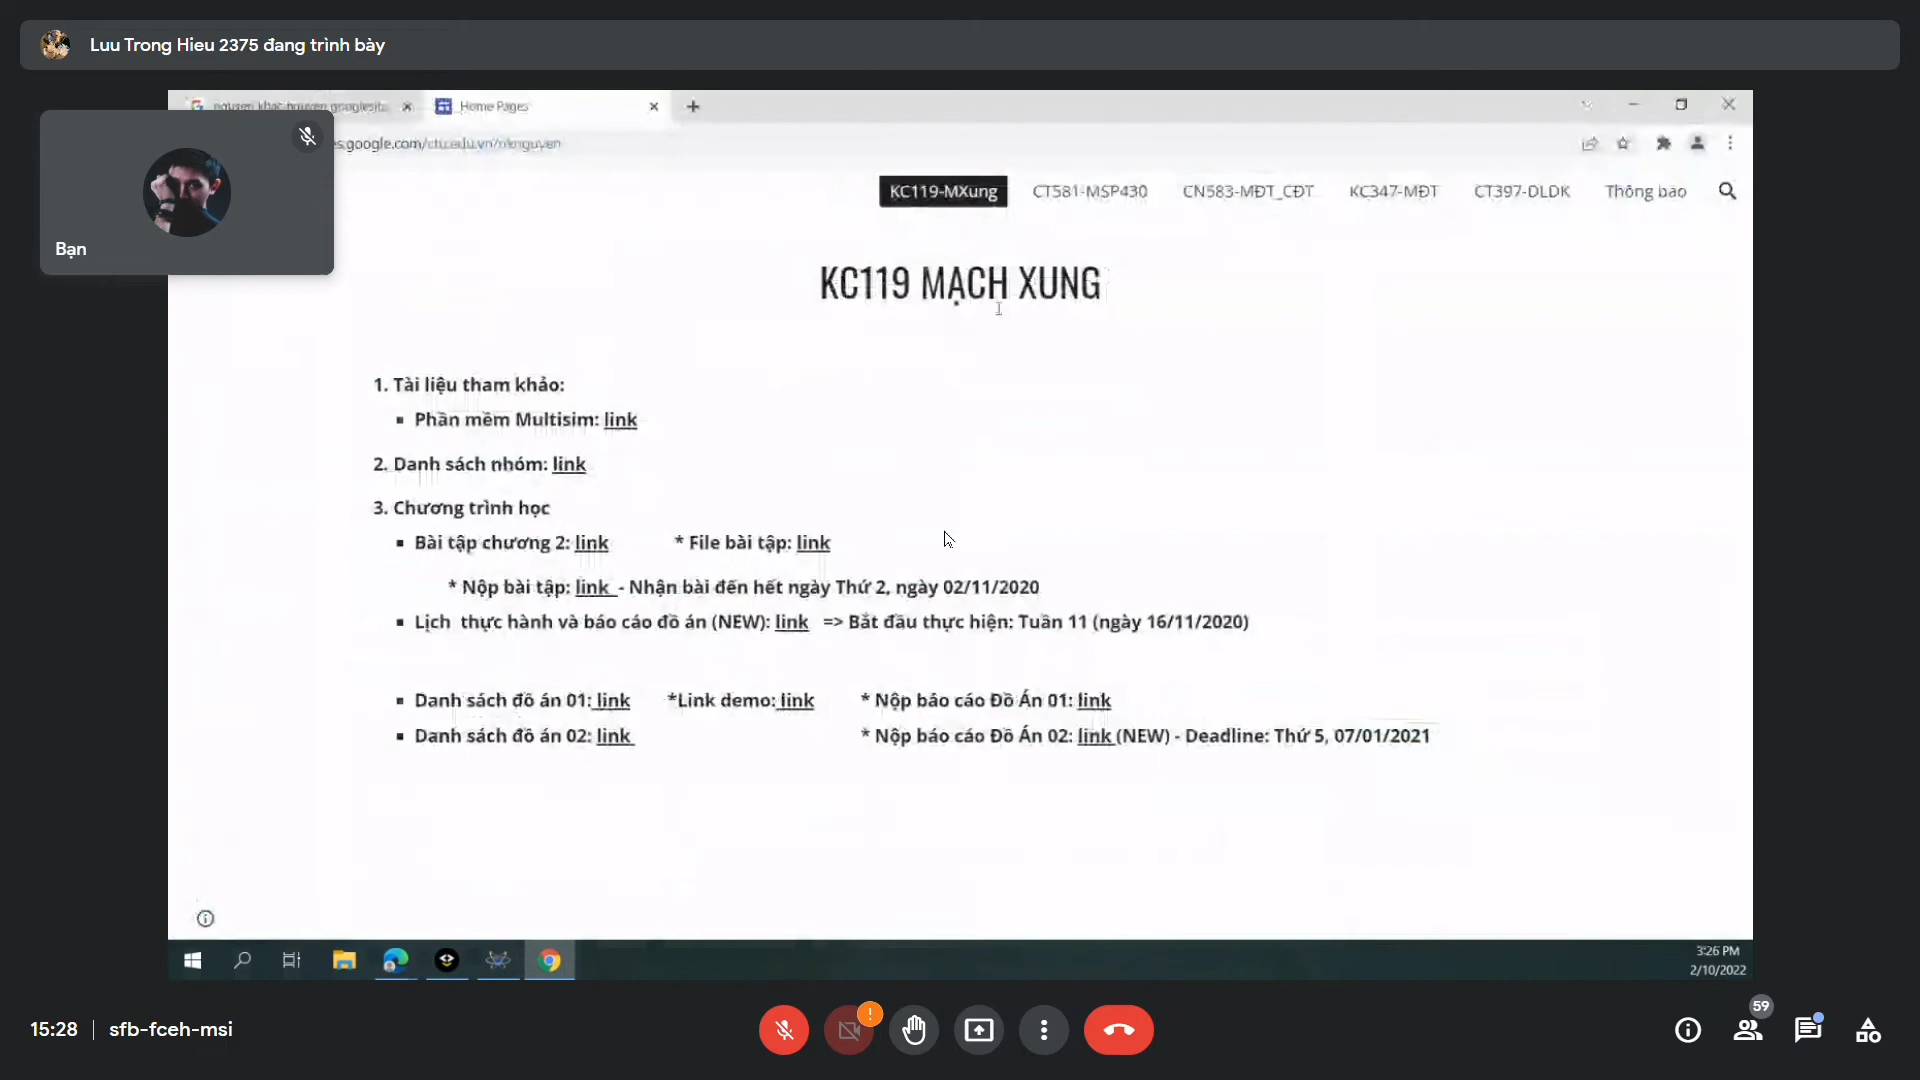 Luu Trong Hieu 2375 đang trình bày
Home Pages
Bạn
s.google.com/ctu.edu.vn/nknguyen
KC119-MXung CT581-MSP430 CN583-MĐT_CĐT KC347-MĐT CT397-DLDK Thông báo
KC119 MẠCH XUNG
1. Tài liệu tham khảo:
▪ Phần mềm Multisim: link
2. Danh sách nhóm: link
3. Chương trình học
▪ Bài tập chương 2: link * File bài tập: link
* Nộp bài tập: link - Nhận bài đến hết ngày Thứ 2, ngày 02/11/2020
▪ Lịch thực hành và báo cáo đồ án (NEW): link => Bắt đầu thực hiện: Tuần 11 (ngày 16/11/2020)
▪ Danh sách đồ án 01: link *Link demo: link * Nộp báo cáo Đồ Án 01: link
▪ Danh sách đồ án 02: link * Nộp báo cáo Đồ Án 02: link (NEW) - Deadline: Thứ 5, 07/01/2021
3:26 PM
2/10/2022
15:28 | sfb-fceh-msi
59